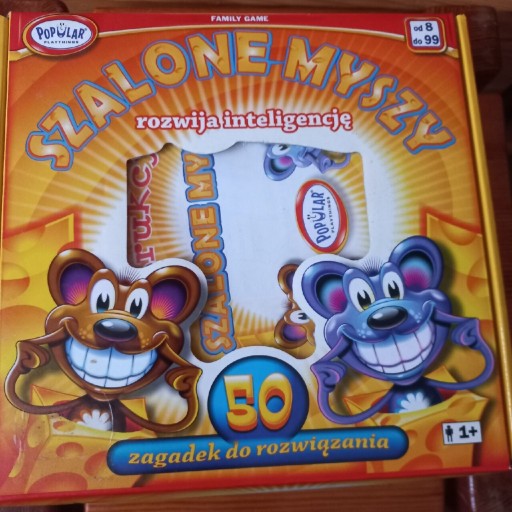 FAMILY GAME
POPULAR
PLAYTHINGS
od 8
do 99
SZALONE MYSZY
rozwija inteligencję
SZALONE MY
POPULAR
PLAYTHINGS
50
zagadek do rozwiązania
1+